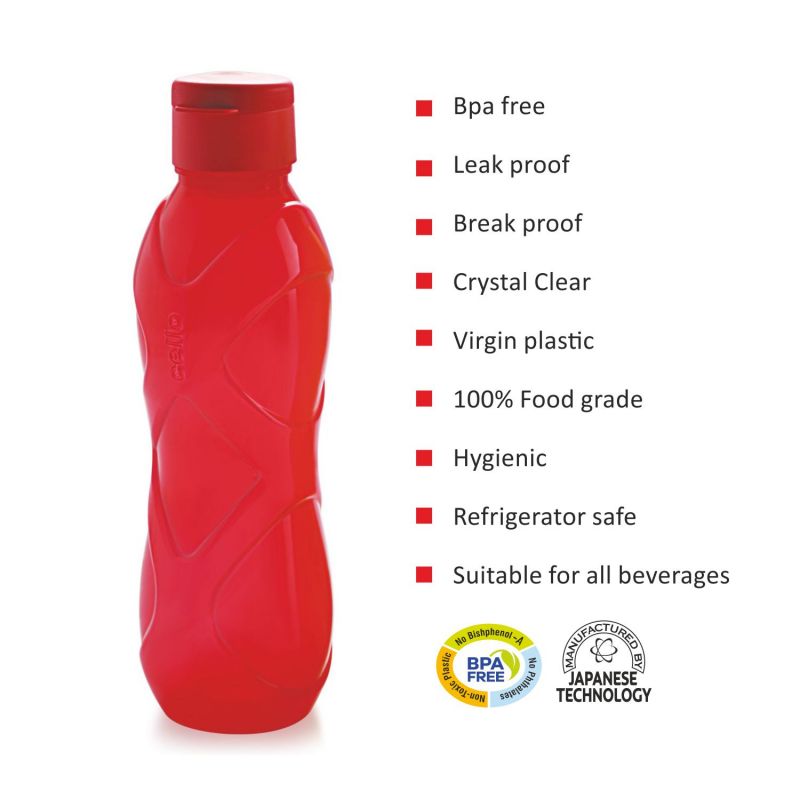 cello
Bpa free
Leak proof
Break proof
Crystal Clear
Virgin plastic
100% Food grade
Hygienic
Refrigerator safe
Suitable for all beverages
No Bishphenol-A
Non-Toxic Plastic
BPA
FREE
No Phthalates
MANUFACTURED BY
JAPANESE
TECHNOLOGY